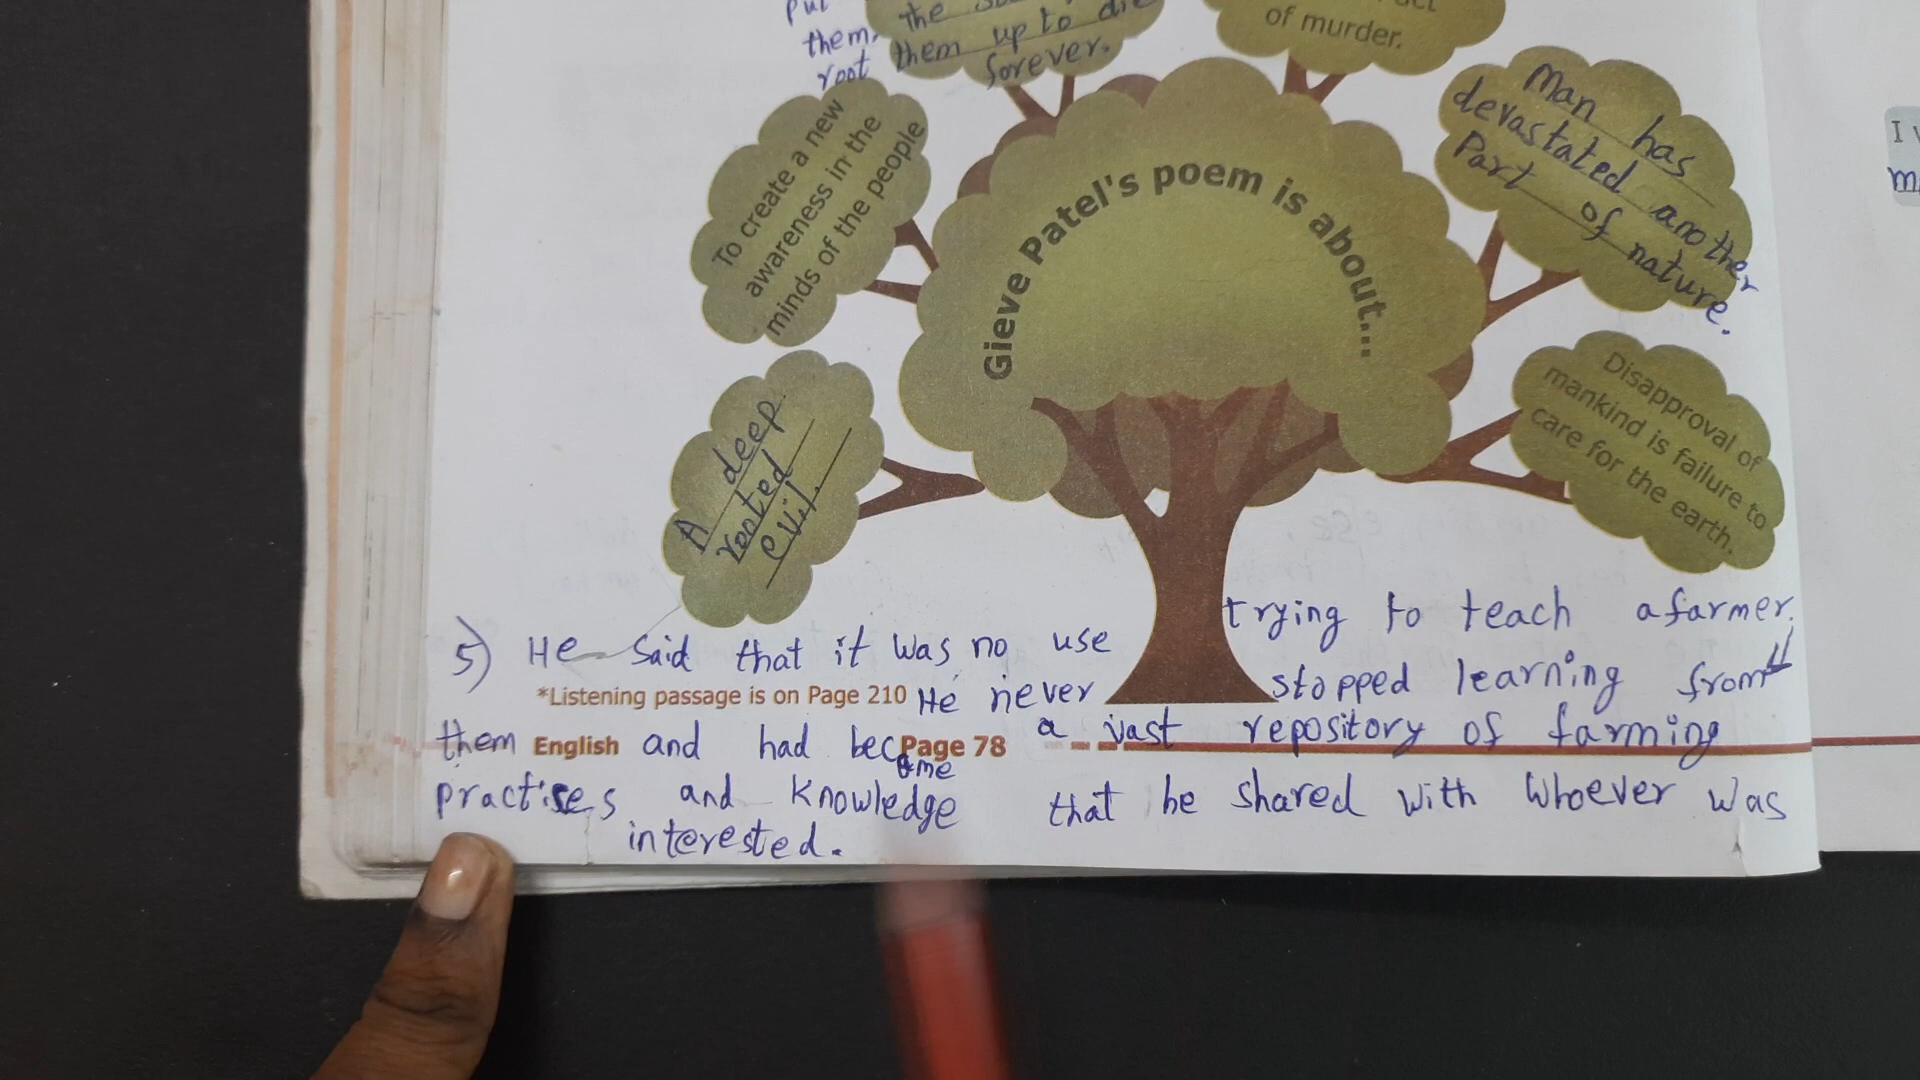 put
them.
root
the
them up to die
forever.
of murder.
Man has
devastated another
Part of
nature.
To create a new
awareness in the
minds of the people
Gieve Patel's poem is about...
A deep
rooted
evil.
Disapproval of
mankind is failure to
care for the earth.
5) He said that it was no use trying to teach a farmer.
*Listening passage is on Page 210 He never stopped learning from
them English and had become Page 78 a vast repository of farming
practises and knowledge that he shared with whoever was
interested.
I